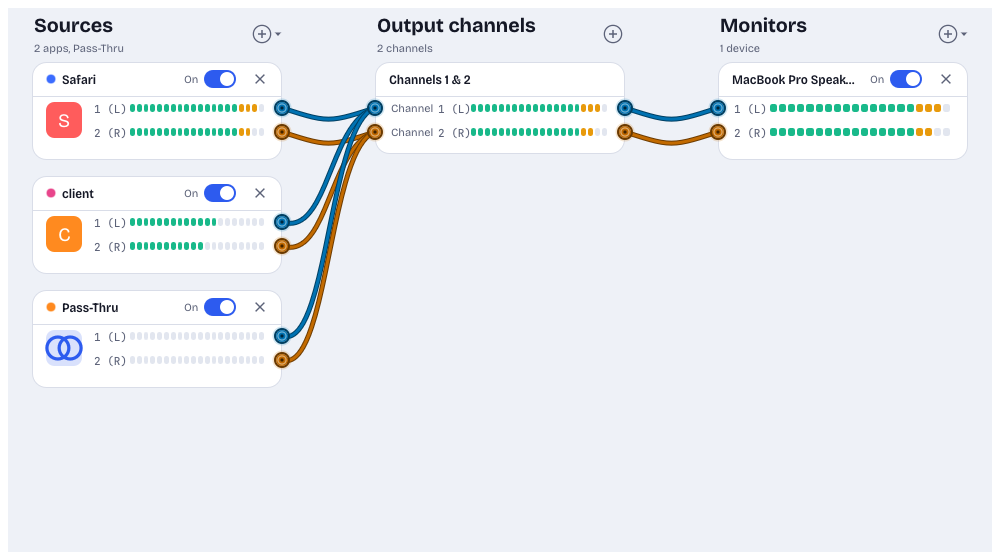 Sources
2 apps, Pass-Thru
Safari
On
S
1 (L)
2 (R)
client
On
C
1 (L)
2 (R)
Pass-Thru
On
1 (L)
2 (R)
Output channels
2 channels
Channels 1 & 2
Channel 1 (L)
Channel 2 (R)
Monitors
1 device
MacBook Pro Speak...
On
1 (L)
2 (R)